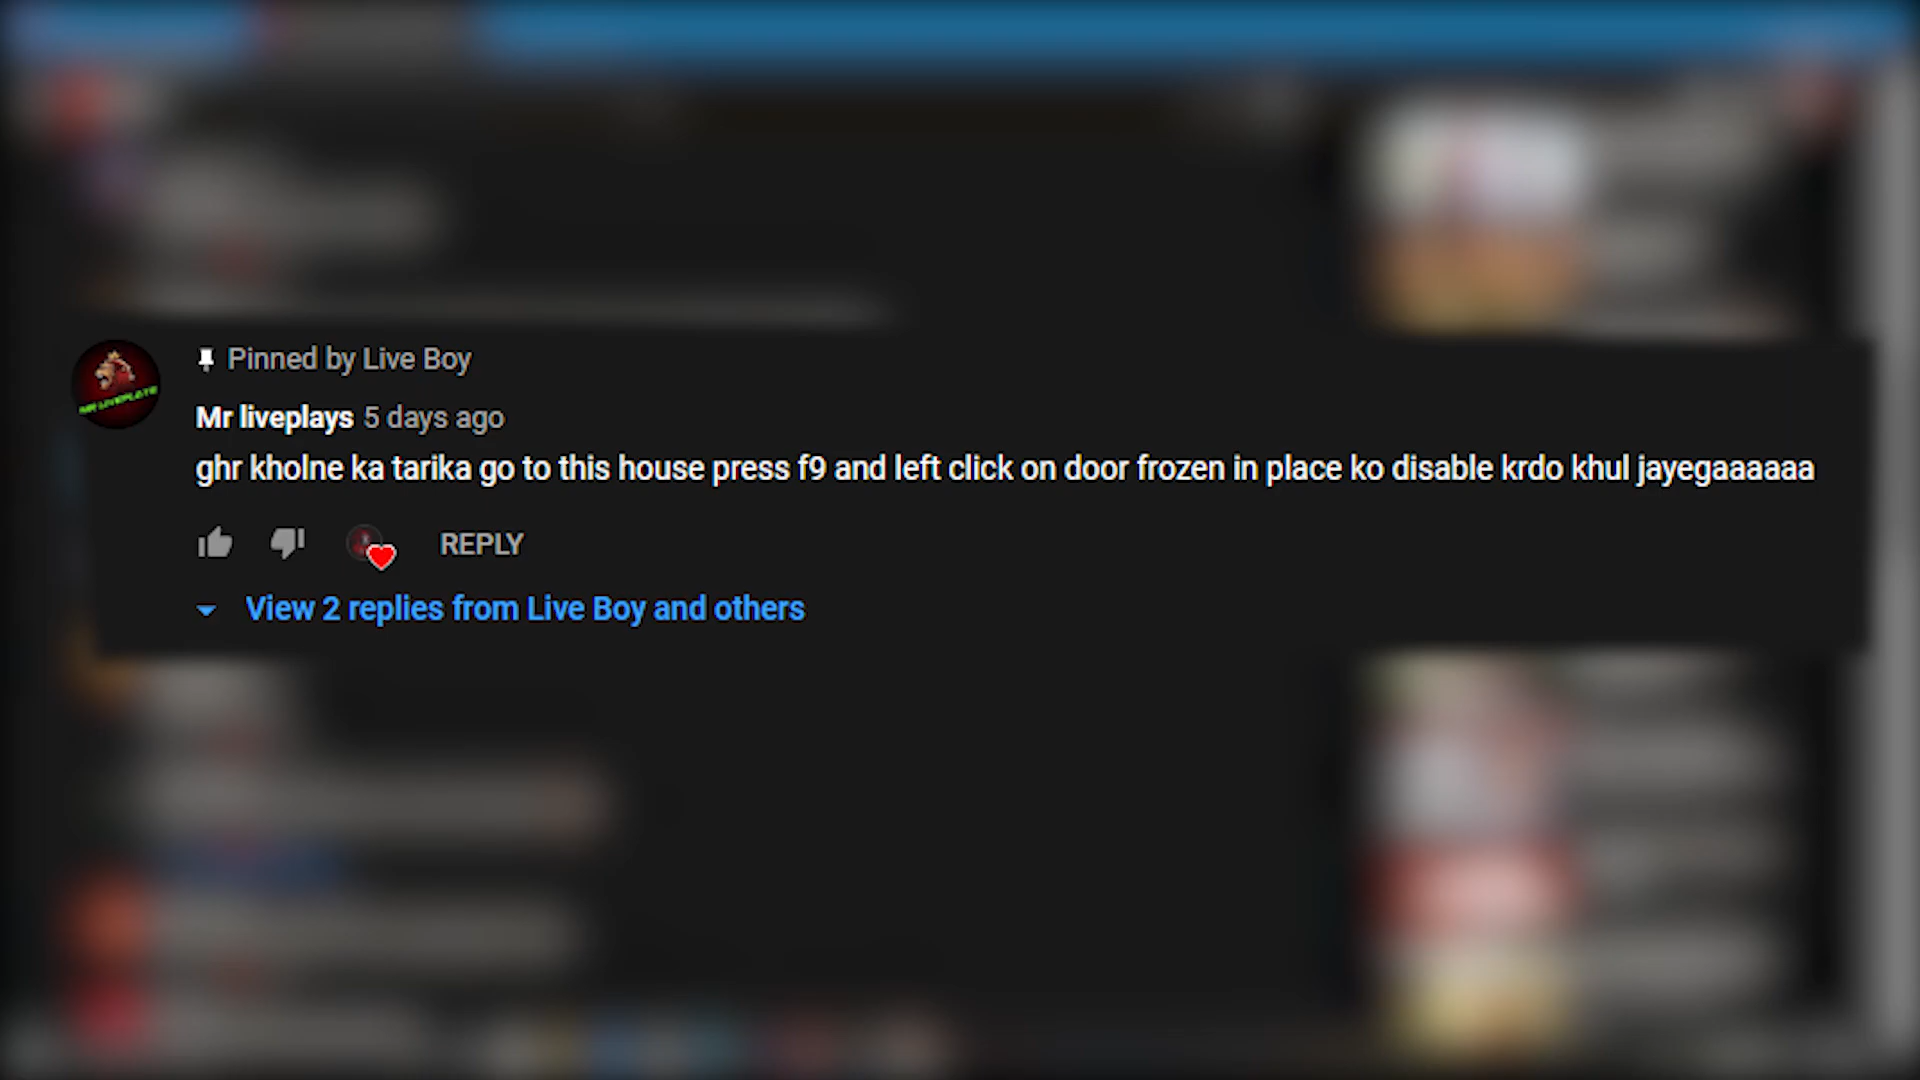 Pinned by Live Boy
Mr liveplays 5 days ago
ghr kholne ka tarika go to this house press f9 and left click on door frozen in place ko disable krdo khul jayegaaaaaa
REPLY
View 2 replies from Live Boy and others